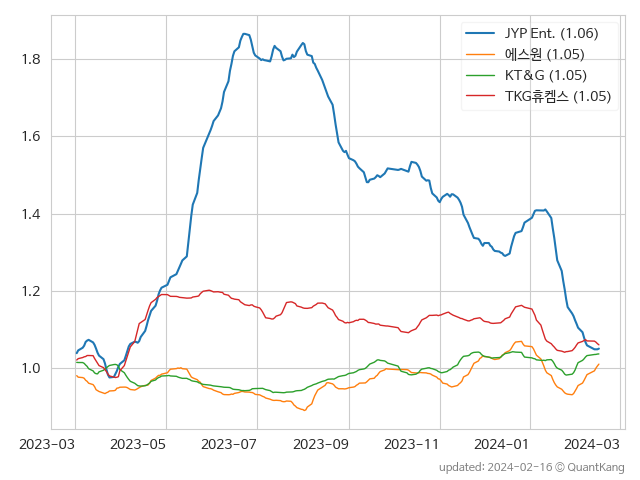 JYP Ent. (1.06)
에스원 (1.05)
KT&G (1.05)
TKG휴켐스 (1.05)
1.8
1.6
1.4
1.2
1.0
2023-03 2023-05 2023-07 2023-09 2023-11 2024-01 2024-03
updated: 2024-02-16 © QuantKang